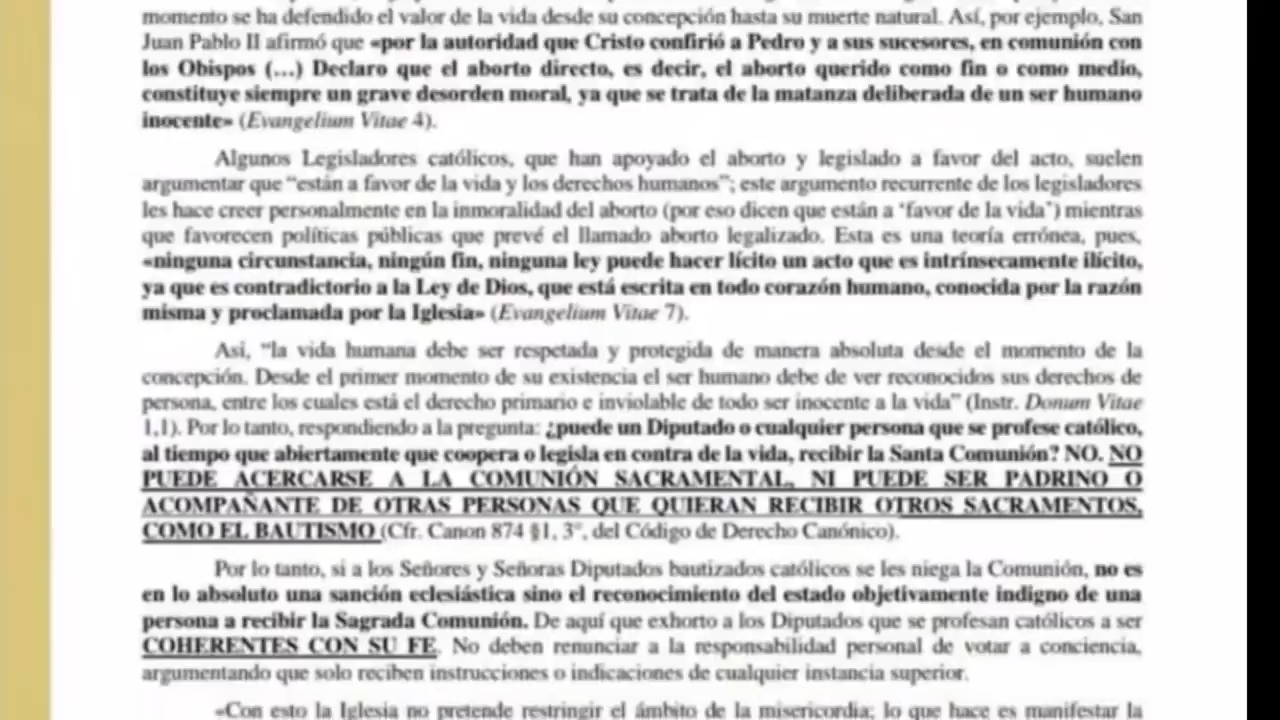 momento se ha defendido el valor de la vida desde su concepción hasta su muerte natural. Así, por ejemplo, San
Juan Pablo II afirmó que «por la autoridad que Cristo confirió a Pedro y a sus sucesores, en comunión con
los Obispos (…) Declaro que el aborto directo, es decir, el aborto querido como fin o como medio,
constituye siempre un grave desorden moral, ya que se trata de la matanza deliberada de un ser humano
inocente» (Evangelium Vitae 4).
Algunos Legisladores católicos, que han apoyado el aborto y legislado a favor del acto, suelen
argumentar que “están a favor de la vida y los derechos humanos”; este argumento recurrente de los legisladores
les hace creer personalmente en la inmoralidad del aborto (por eso dicen que están a ‘favor de la vida’) mientras
que favorecen políticas públicas que prevé el llamado aborto legalizado. Esta es una teoría errónea, pues,
«ninguna circunstancia, ningún fin, ninguna ley puede hacer lícito un acto que es intrínsecamente ilícito,
ya que es contradictorio a la Ley de Dios, que está escrita en todo corazón humano, conocida por la razón
misma y proclamada por la Iglesia» (Evangelium Vitae 7).
Así, “la vida humana debe ser respetada y protegida de manera absoluta desde el momento de la
concepción. Desde el primer momento de su existencia el ser humano debe de ver reconocidos sus derechos de
persona, entre los cuales está el derecho primario e inviolable de todo ser inocente a la vida” (Instr. Donum Vitae
1,1). Por lo tanto, respondiendo a la pregunta: ¿puede un Diputado o cualquier persona que se profese católico,
al tiempo que abiertamente que coopera o legisla en contra de la vida, recibir la Santa Comunión? NO. NO
PUEDE ACERCARSE A LA COMUNIÓN SACRAMENTAL, NI PUEDE SER PADRINO O
ACOMPAÑANTE DE OTRAS PERSONAS QUE QUIERAN RECIBIR OTROS SACRAMENTOS,
COMO EL BAUTISMO (Cfr. Canon 874 §1, 3°, del Código de Derecho Canónico).
Por lo tanto, si a los Señores y Señoras Diputados bautizados católicos se les niega la Comunión, no es
en lo absoluto una sanción eclesiástica sino el reconocimiento del estado objetivamente indigno de una
persona a recibir la Sagrada Comunión. De aquí que exhorto a los Diputados que se profesan católicos a ser
COHERENTES CON SU FE. No deben renunciar a la responsabilidad personal de votar a conciencia,
argumentando que solo reciben instrucciones o indicaciones de cualquier instancia superior.
«Con esto la Iglesia no pretende restringir el ámbito de la misericordia; lo que hace es manifestar la